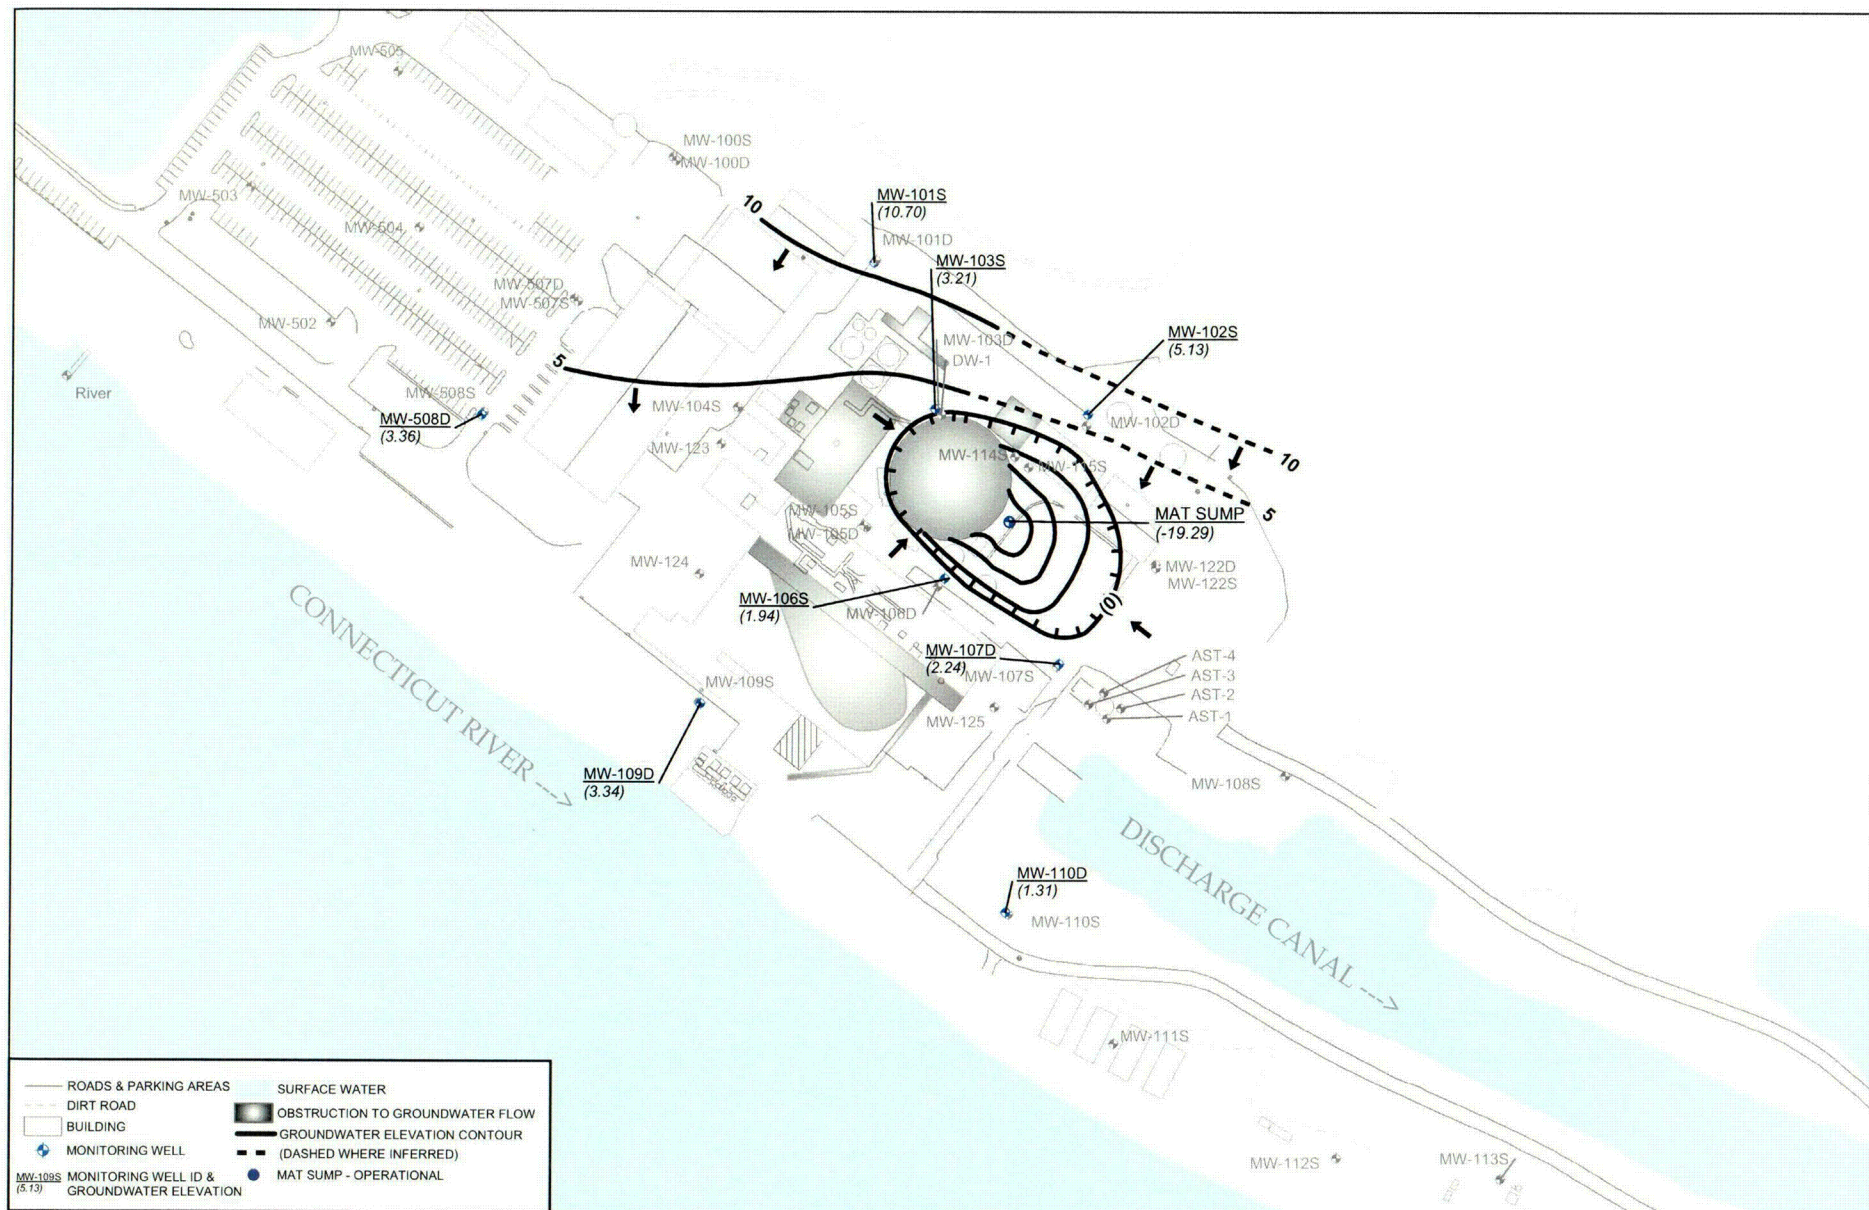 MW-505
MW-100S
MW-100D
MW-503
MW-504
10
MW-101S
(10.70)
MW-101D
MW-103S
(3.21)
MW-507D
MW-507S
MW-502
MW-102S
(5.13)
MW-103D
DW-1
5
River
MW-508S
MW-508D
(3.36)
MW-104S
MW-123
MW-102D
MW-114S
MW-115S
10
5
MAT SUMP
(-19.29)
MW-105S
MW-105D
MW-124
MW-122D
MW-122S
MW-106S
(1.94)
MW-106D
(0)
MW-107D
(2.24)
MW-107S
AST-4
AST-3
AST-2
AST-1
MW-109S
MW-125
CONNECTICUT RIVER --->
MW-109D
(3.34)
MW-108S
DISCHARGE CANAL --->
MW-110D
(1.31)
MW-110S
MW-111S
MW-112S
MW-113S
ROADS & PARKING AREAS
DIRT ROAD
BUILDING
MONITORING WELL
MW-109S
(5.13)
MONITORING WELL ID &
GROUNDWATER ELEVATION
SURFACE WATER
OBSTRUCTION TO GROUNDWATER FLOW
GROUNDWATER ELEVATION CONTOUR
(DASHED WHERE INFERRED)
MAT SUMP - OPERATIONAL